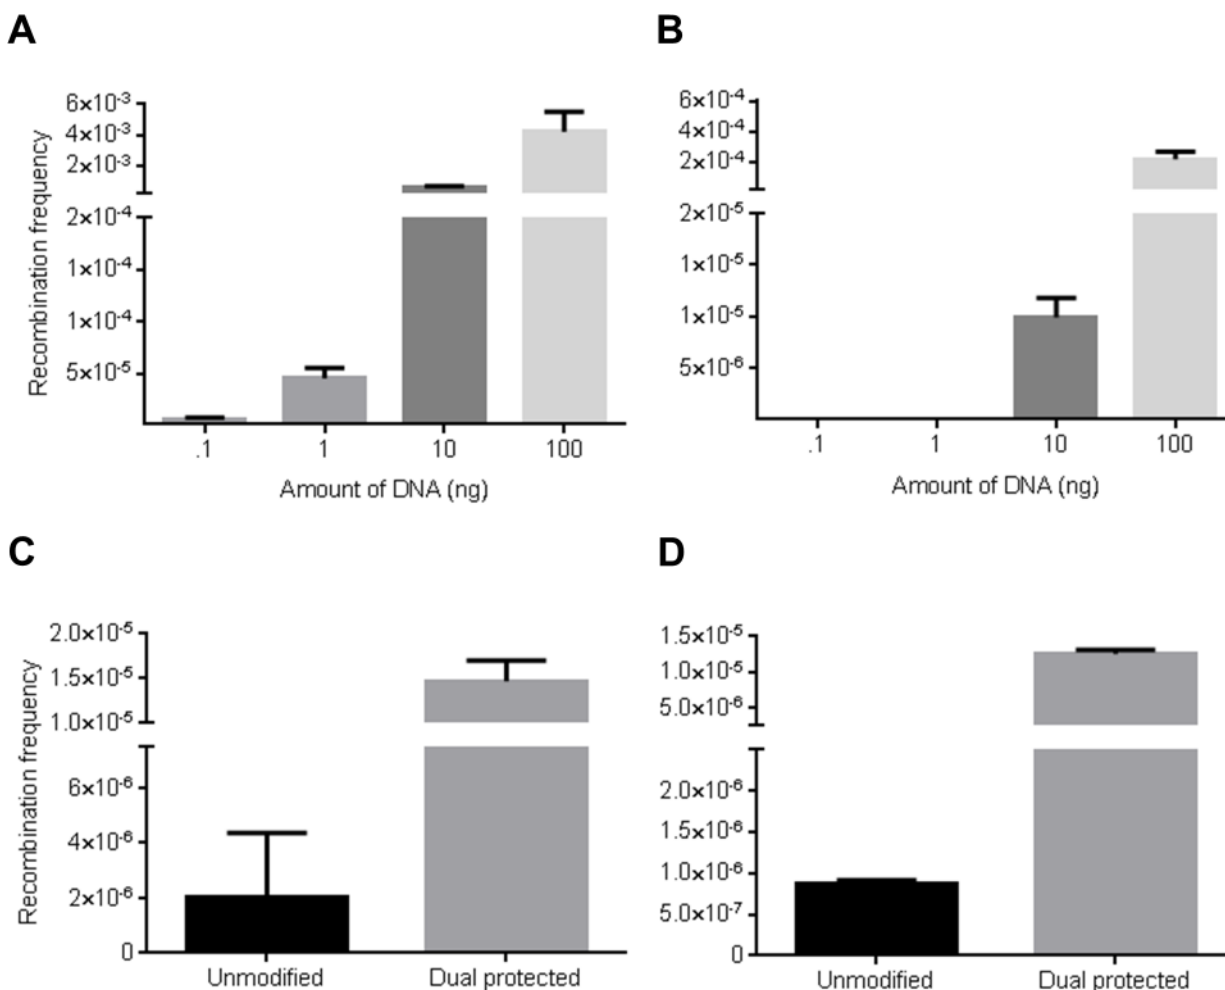 A
Recombination frequency
6×10⁻³
4×10⁻³
2×10⁻³
2×10⁻⁴
1×10⁻⁴
1×10⁻⁴
5×10⁻⁵
.1 1 10 100
Amount of DNA (ng)
B
6×10⁻⁴
4×10⁻⁴
2×10⁻⁴
2×10⁻⁵
1×10⁻⁵
1×10⁻⁵
5×10⁻⁶
.1 1 10 100
Amount of DNA (ng)
C
Recombination frequency
2.0×10⁻⁵
1.5×10⁻⁵
1.0×10⁻⁵
6×10⁻⁶
4×10⁻⁶
2×10⁻⁶
0
Unmodified Dual protected
D
1.5×10⁻⁵
1.0×10⁻⁵
5.0×10⁻⁶
2.0×10⁻⁶
1.5×10⁻⁶
1.0×10⁻⁶
5.0×10⁻⁷
0
Unmodified Dual protected